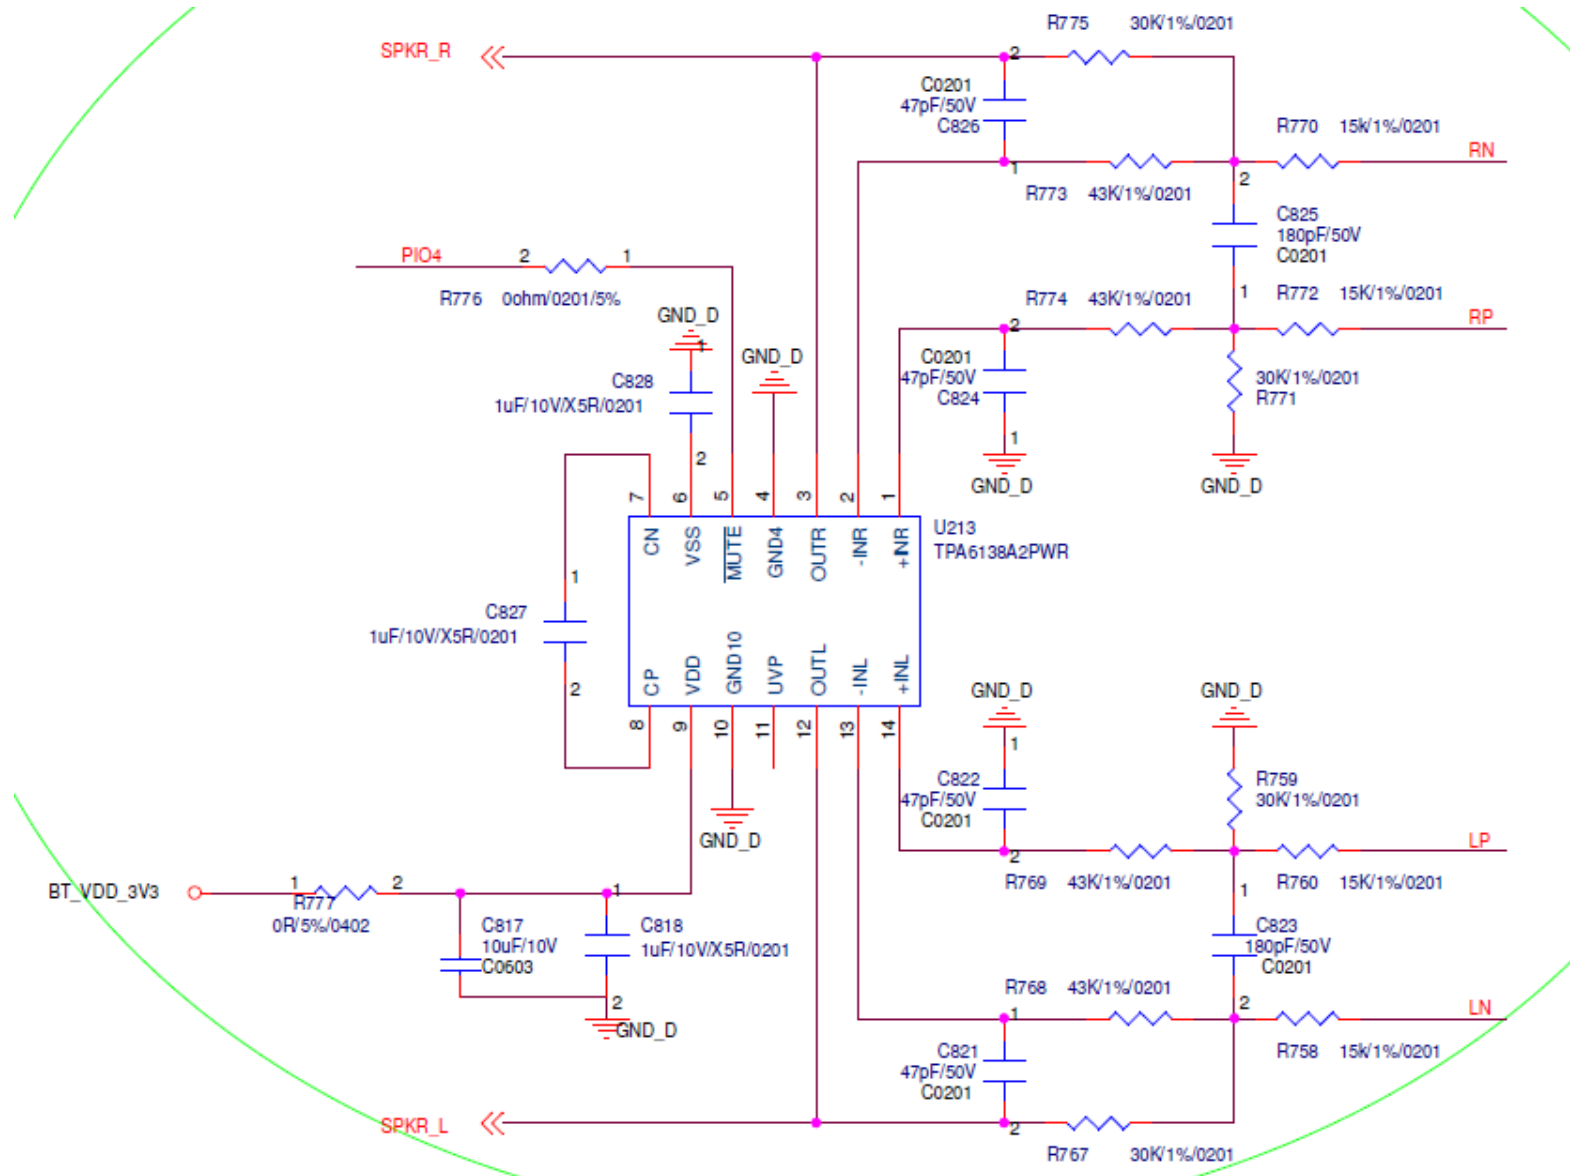 R775 30K/1%/0201
SPKR_R
2
C0201
47pF/50V
C826
R770 15k/1%/0201
RN
1
2
R773 43K/1%/0201
C825
180pF/50V
C0201
PIO4
2 1
R776 0ohm/0201/5%
1
R774 43K/1%/0201
R772 15K/1%/0201
RP
GND_D
1
2
GND_D
C0201
47pF/50V
C824
C828
1uF/10V/X5R/0201
30K/1%/0201
R771
1
2
GND_D
GND_D
7 6 5 4 3 2 1
CN VSS MUTE GND4 OUTR -INR +INR
U213
TPA6138A2PWR
1
C827
1uF/10V/X5R/0201
2
CP VDD GND10 UVP OUTL -INL +INL
8 9 10 11 12 13 14
GND_D
GND_D
1
C822
47pF/50V
C0201
R759
30K/1%/0201
GND_D
LP
2
R769 43K/1%/0201
R760 15K/1%/0201
BT_VDD_3V3
1 2
R777
0R/5%/0402
1
C817
10uF/10V
C0603
C818
1uF/10V/X5R/0201
1
C823
180pF/50V
C0201
2
GND_D
R768 43K/1%/0201
2
LN
1
C821
47pF/50V
C0201
R758 15k/1%/0201
SPKR_L
2
R767 30K/1%/0201